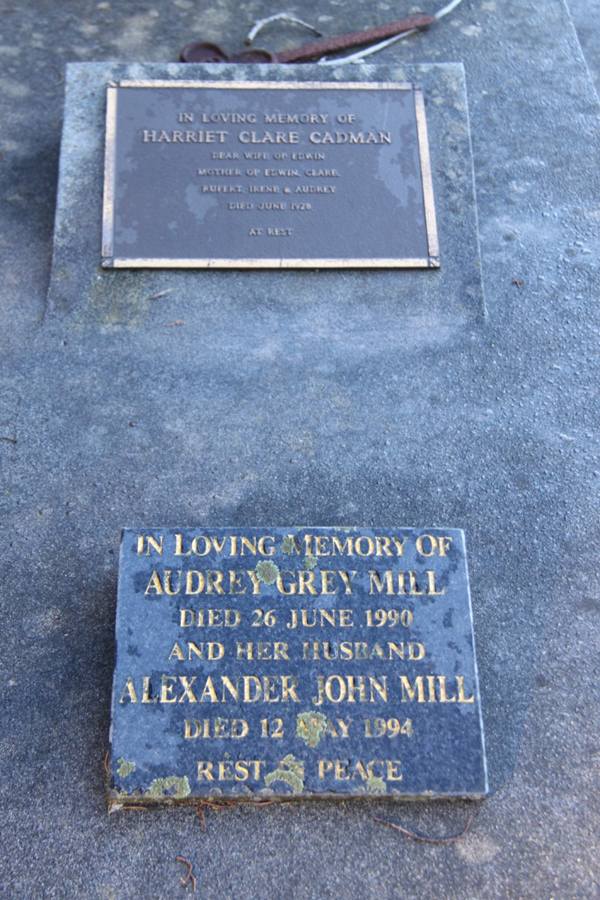 IN LOVING MEMORY OF
HARRIET CLARE CADMAN
DEAR WIFE OF EDWIN
MOTHER OF EDWIN, CLARE,
RUPERT, IRENE & AUDREY
DIED JUNE 1928
AT REST
IN LOVING MEMORY OF
AUDREY GREY MILL
DIED 26 JUNE 1990
AND HER HUSBAND
ALEXANDER JOHN MILL
DIED 12 MAY 1994
REST IN PEACE